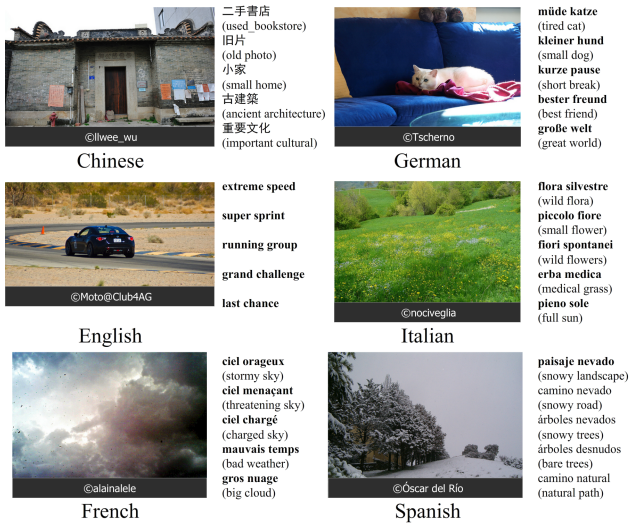 二手書店
(used_bookstore)
旧片
(old photo)
小家
(small home)
古建築
(ancient architecture)
重要文化
(important cultural)
©llwee_wu
Chinese
müde katze
(tired cat)
kleiner hund
(small dog)
kurze pause
(short break)
bester freund
(best friend)
große welt
(great world)
©Tscherno
German
extreme speed
super sprint
running group
grand challenge
last chance
©Moto@Club4AG
English
flora silvestre
(wild flora)
piccolo fiore
(small flower)
fiori spontanei
(wild flowers)
erba medica
(medical grass)
pieno sole
(full sun)
©nociveglia
Italian
ciel orageux
(stormy sky)
ciel menaçant
(threatening sky)
ciel chargé
(charged sky)
mauvais temps
(bad weather)
gros nuage
(big cloud)
©alainalele
French
paisaje nevado
(snowy landscape)
camino nevado
(snowy road)
árboles nevados
(snowy trees)
árboles desnudos
(bare trees)
camino natural
(natural path)
©Óscar del Río
Spanish